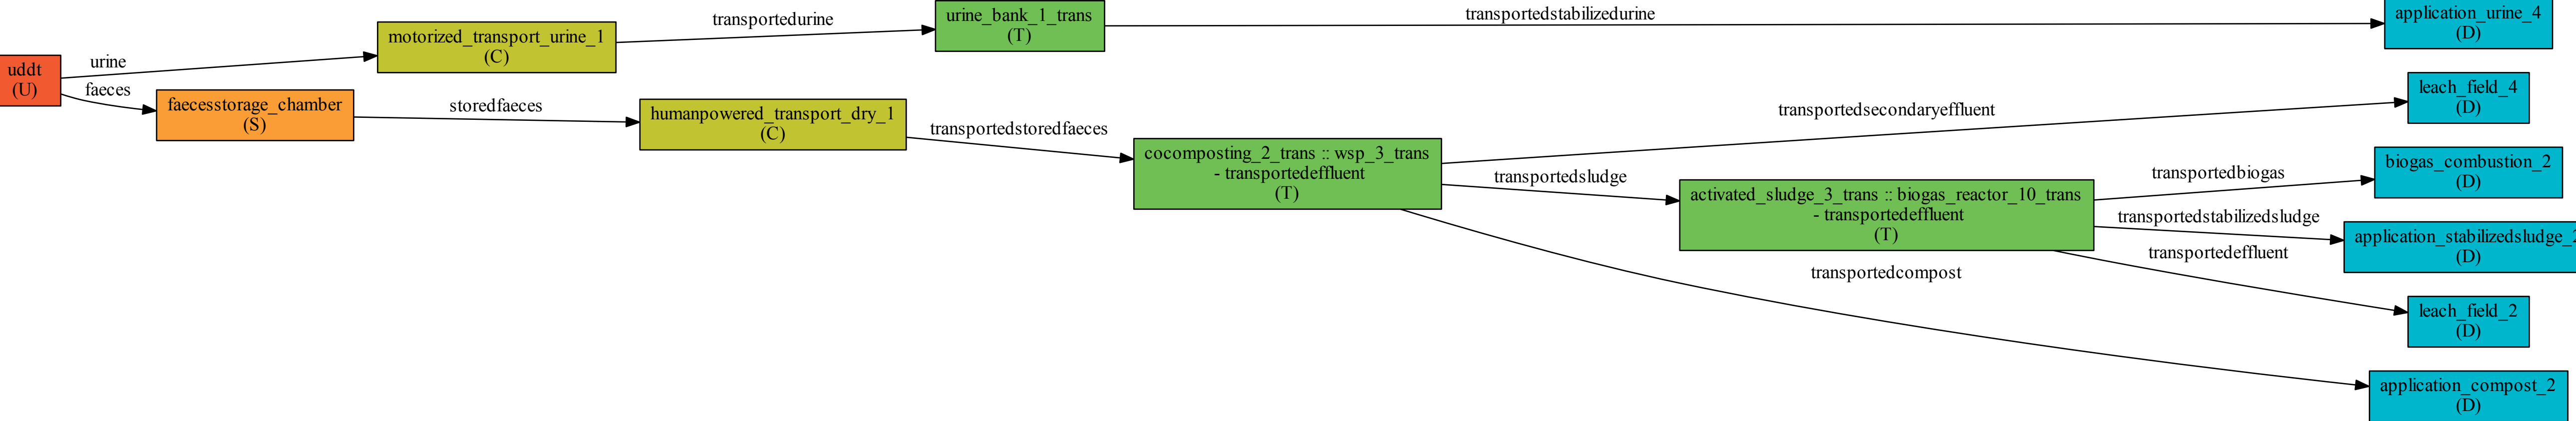 uddt
(U)
urine
faeces
motorized_transport_urine_1
(C)
faecesstorage_chamber
(S)
transportedurine
storedfaeces
urine_bank_1_trans
(T)
humanpowered_transport_dry_1
(C)
transportedstoredfaeces
transportedstabilizedurine
cocomposting_2_trans :: wsp_3_trans
- transportedeffluent
(T)
transportedsecondaryeffluent
transportedsludge
transportedcompost
activated_sludge_3_trans :: biogas_reactor_10_trans
- transportedeffluent
(T)
transportedbiogas
transportedstabilizedsludge
transportedeffluent
application_urine_4
(D)
leach_field_4
(D)
biogas_combustion_2
(D)
application_stabilizedsludge_2
(D)
leach_field_2
(D)
application_compost_2
(D)